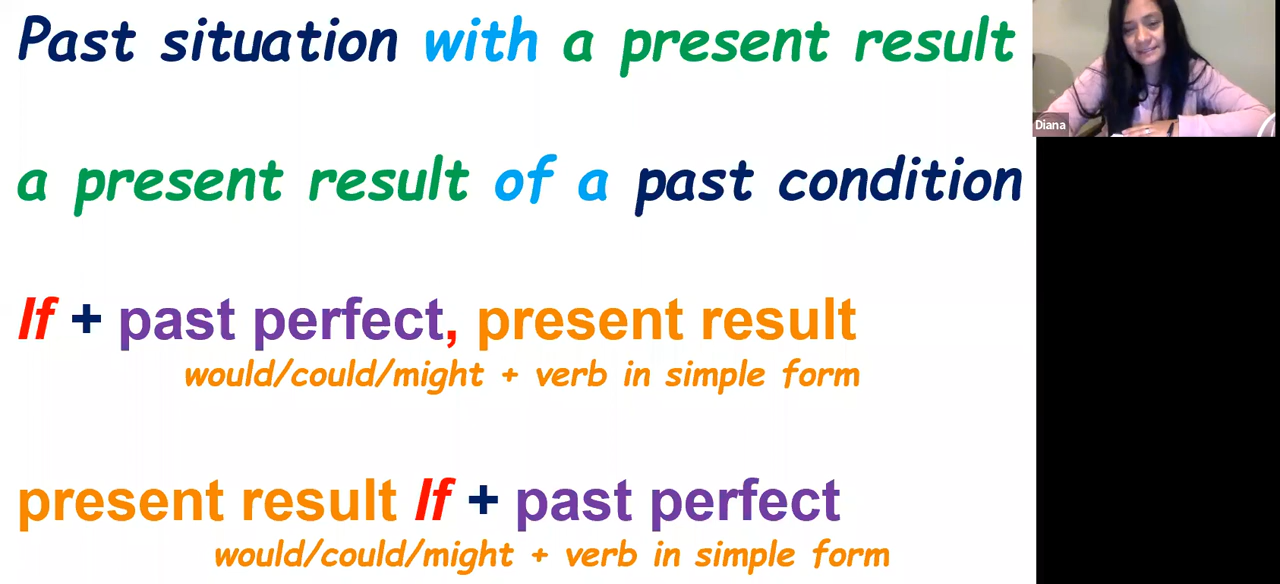 Past situation with a present result
Diana
a present result of a past condition
If + past perfect, present result
would/could/might + verb in simple form
present result If + past perfect
would/could/might + verb in simple form